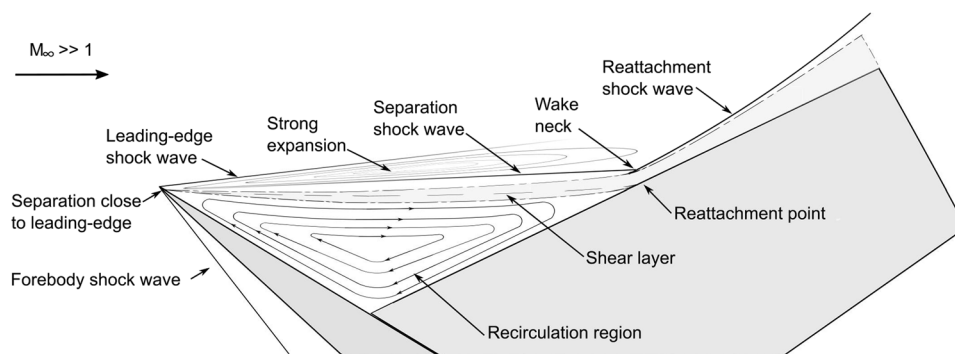 M∞ >> 1
Reattachment
shock wave
Wake
neck
Separation
shock wave
Strong
expansion
Leading-edge
shock wave
Separation close
to leading-edge
Reattachment point
Shear layer
Forebody shock wave
Recirculation region